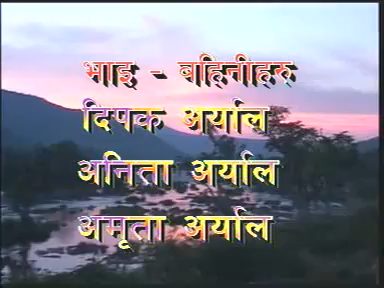 भाइ - बहिनीहरु
दिपक अर्याल
अनिता अर्याल
अमृता अर्याल